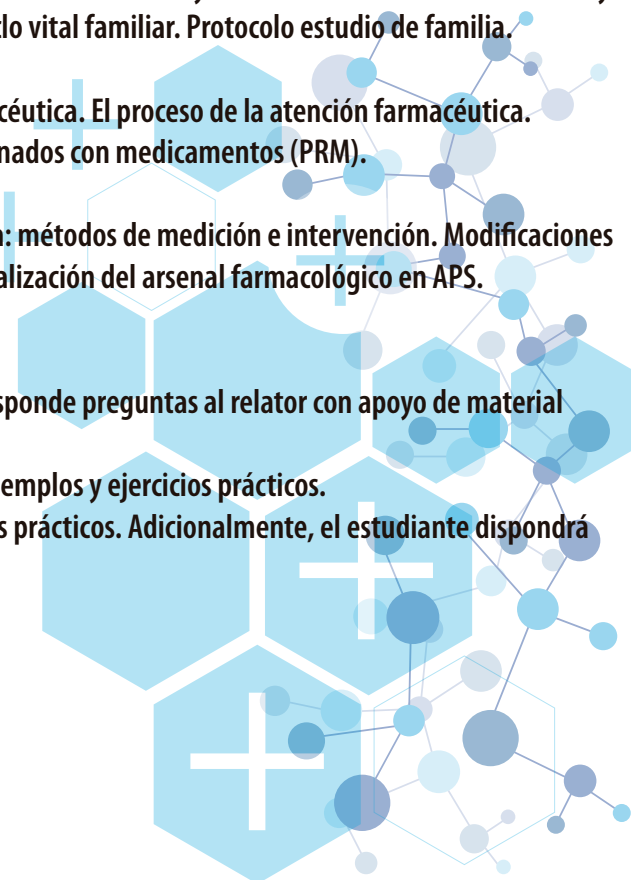 clo vital familiar. Protocolo estudio de familia.
céutica. El proceso de la atención farmacéutica.
nados con medicamentos (PRM).
: métodos de medición e intervención. Modificaciones
alización del arsenal farmacológico en APS.
sponde preguntas al relator con apoyo de material
emplos y ejercicios prácticos.
s prácticos. Adicionalmente, el estudiante dispondrá